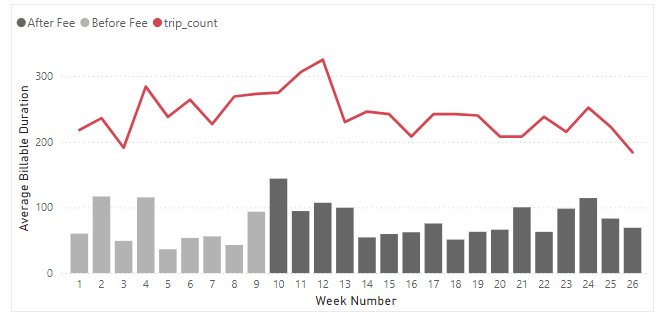 After Fee Before Fee trip_count
300
200
100
0
Average Billable Duration
1 2 3 4 5 6 7 8 9 10 11 12 13 14 15 16 17 18 19 20 21 22 23 24 25 26
Week Number